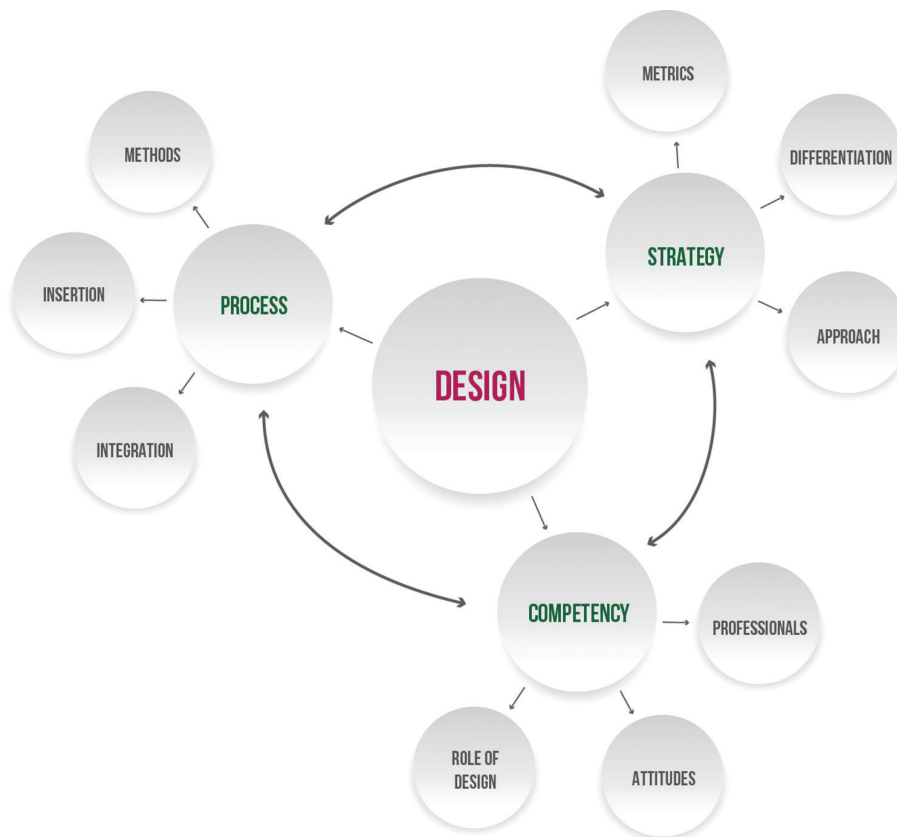 METRICS
METHODS
DIFFERENTIATION
STRATEGY
INSERTION
PROCESS
APPROACH
DESIGN
INTEGRATION
COMPETENCY
PROFESSIONALS
ROLE OF
DESIGN
ATTITUDES